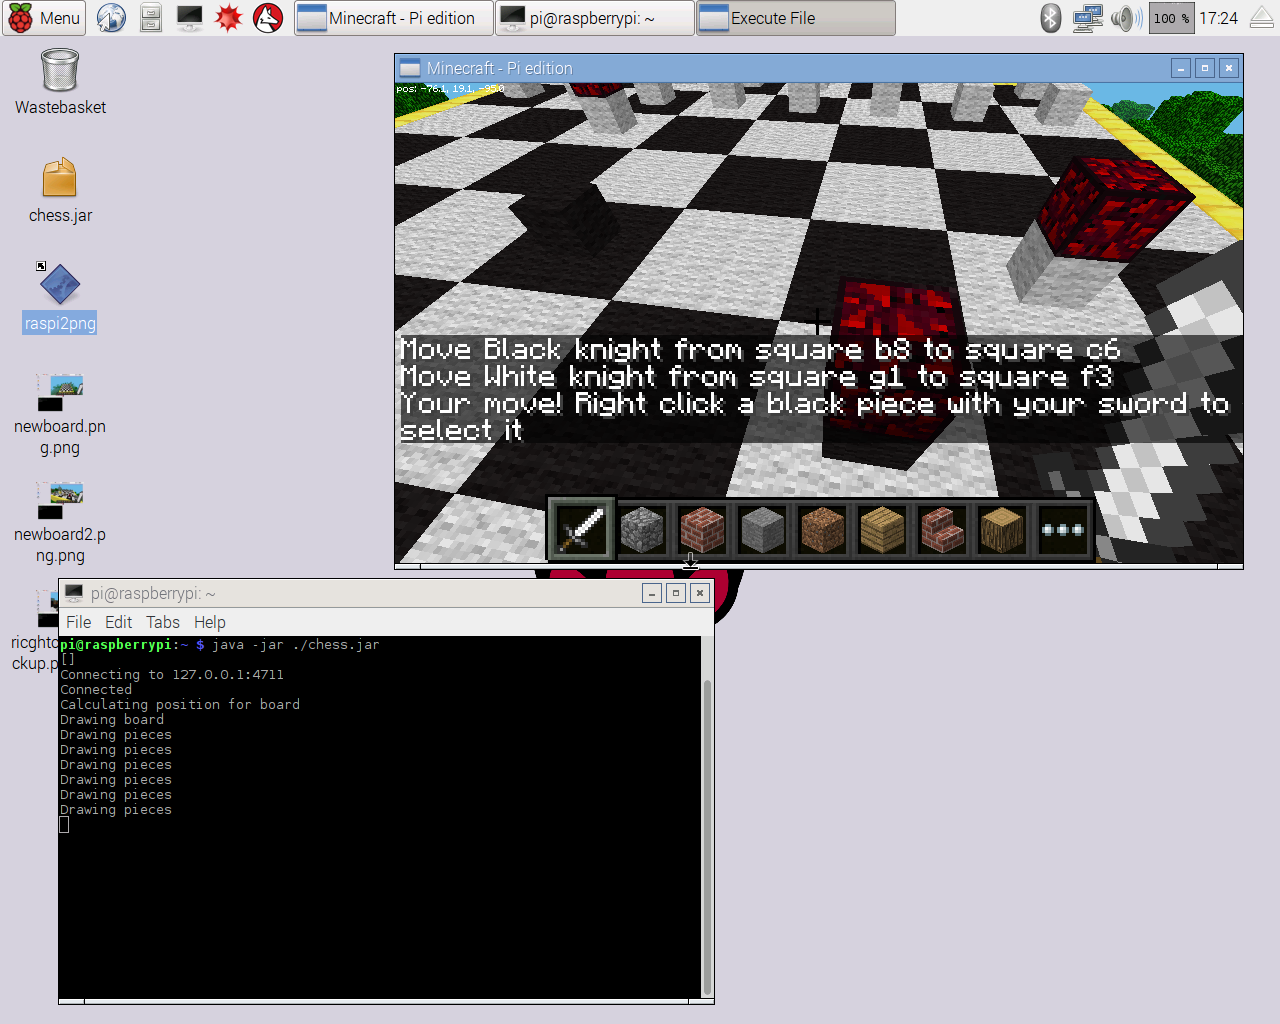 Menu
Minecraft - Pi edition
pi@raspberrypi: ~
Execute File
100 %
17:24
Wastebasket
chess.jar
raspi2png
newboard.pn
g.png
newboard2.p
ng.png
ricghto
ckup.p
Minecraft - Pi edition
pos: -76.1, 19.1, -95.0
Move Black knight from square b8 to square c6
Move White knight from square g1 to square f3
Your move! Right click a black piece with your sword to
select it
pi@raspberrypi: ~
File Edit Tabs Help
pi@raspberrypi:~ $ java -jar ./chess.jar
[]
Connecting to 127.0.0.1:4711
Connected
Calculating position for board
Drawing board
Drawing pieces
Drawing pieces
Drawing pieces
Drawing pieces
Drawing pieces
Drawing pieces